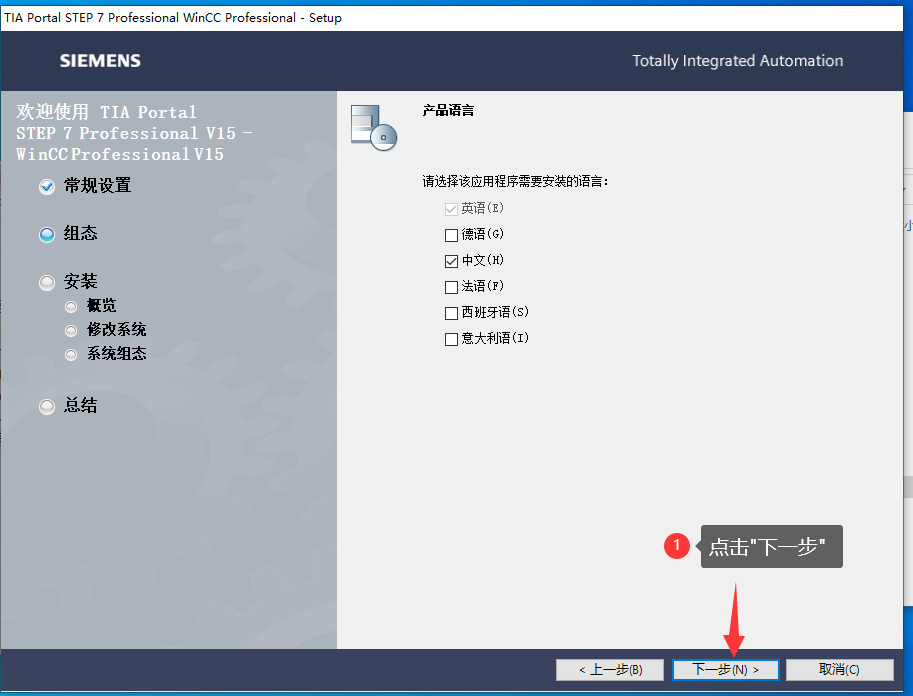 TIA Portal STEP 7 Professional WinCC Professional - Setup
SIEMENS
Totally Integrated Automation
欢迎使用 TIA Portal
STEP 7 Professional V15 -
WinCC Professional V15
常规设置
组态
安装
概览
修改系统
系统组态
总结
产品语言
请选择该应用程序需要安装的语言:
英语(E)
德语(G)
中文(H)
法语(F)
西班牙语(S)
意大利语(I)
1
点击"下一步"
< 上一步(B)
下一步(N) >
取消(C)